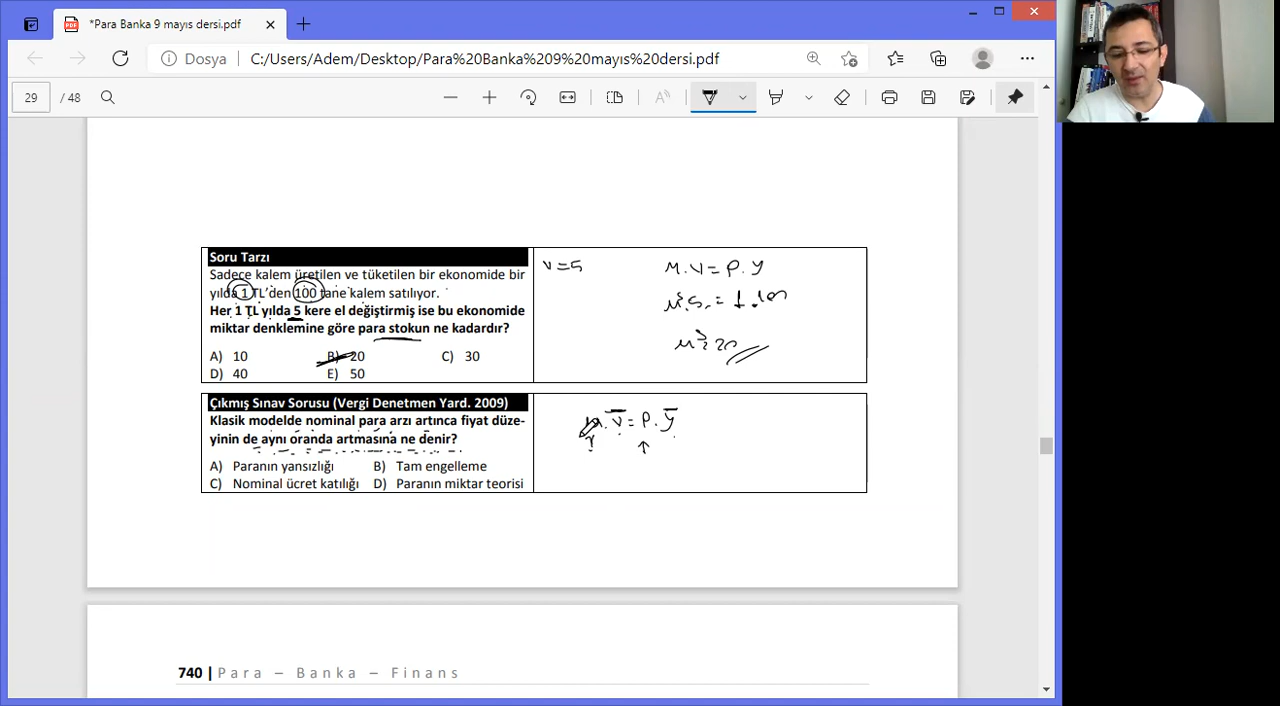 *Para Banka 9 mayıs dersi.pdf
Dosya C:/Users/Adem/Desktop/Para%20Banka%209%20mayıs%20dersi.pdf
29 / 48
Soru Tarzı
Sadece kalem üretilen ve tüketilen bir ekonomide bir
yılda 1 TL'den 100 tane kalem satılıyor.
Her 1 TL yılda 5 kere el değiştirmiş ise bu ekonomide
miktar denklemine göre para stokun ne kadardır?
A) 10 B) 20 C) 30
D) 40 E) 50
V=5
M.V=P.Y
M.5=1.100
M=20
Çıkmış Sınav Sorusu (Vergi Denetmen Yard. 2009)
Klasik modelde nominal para arzı artınca fiyat düze-
yinin de aynı oranda artmasına ne denir?
A) Paranın yansızlığı B) Tam engelleme
C) Nominal ücret katılığı D) Paranın miktar teorisi
M.V=P.Y
740 | Para – Banka – Finans